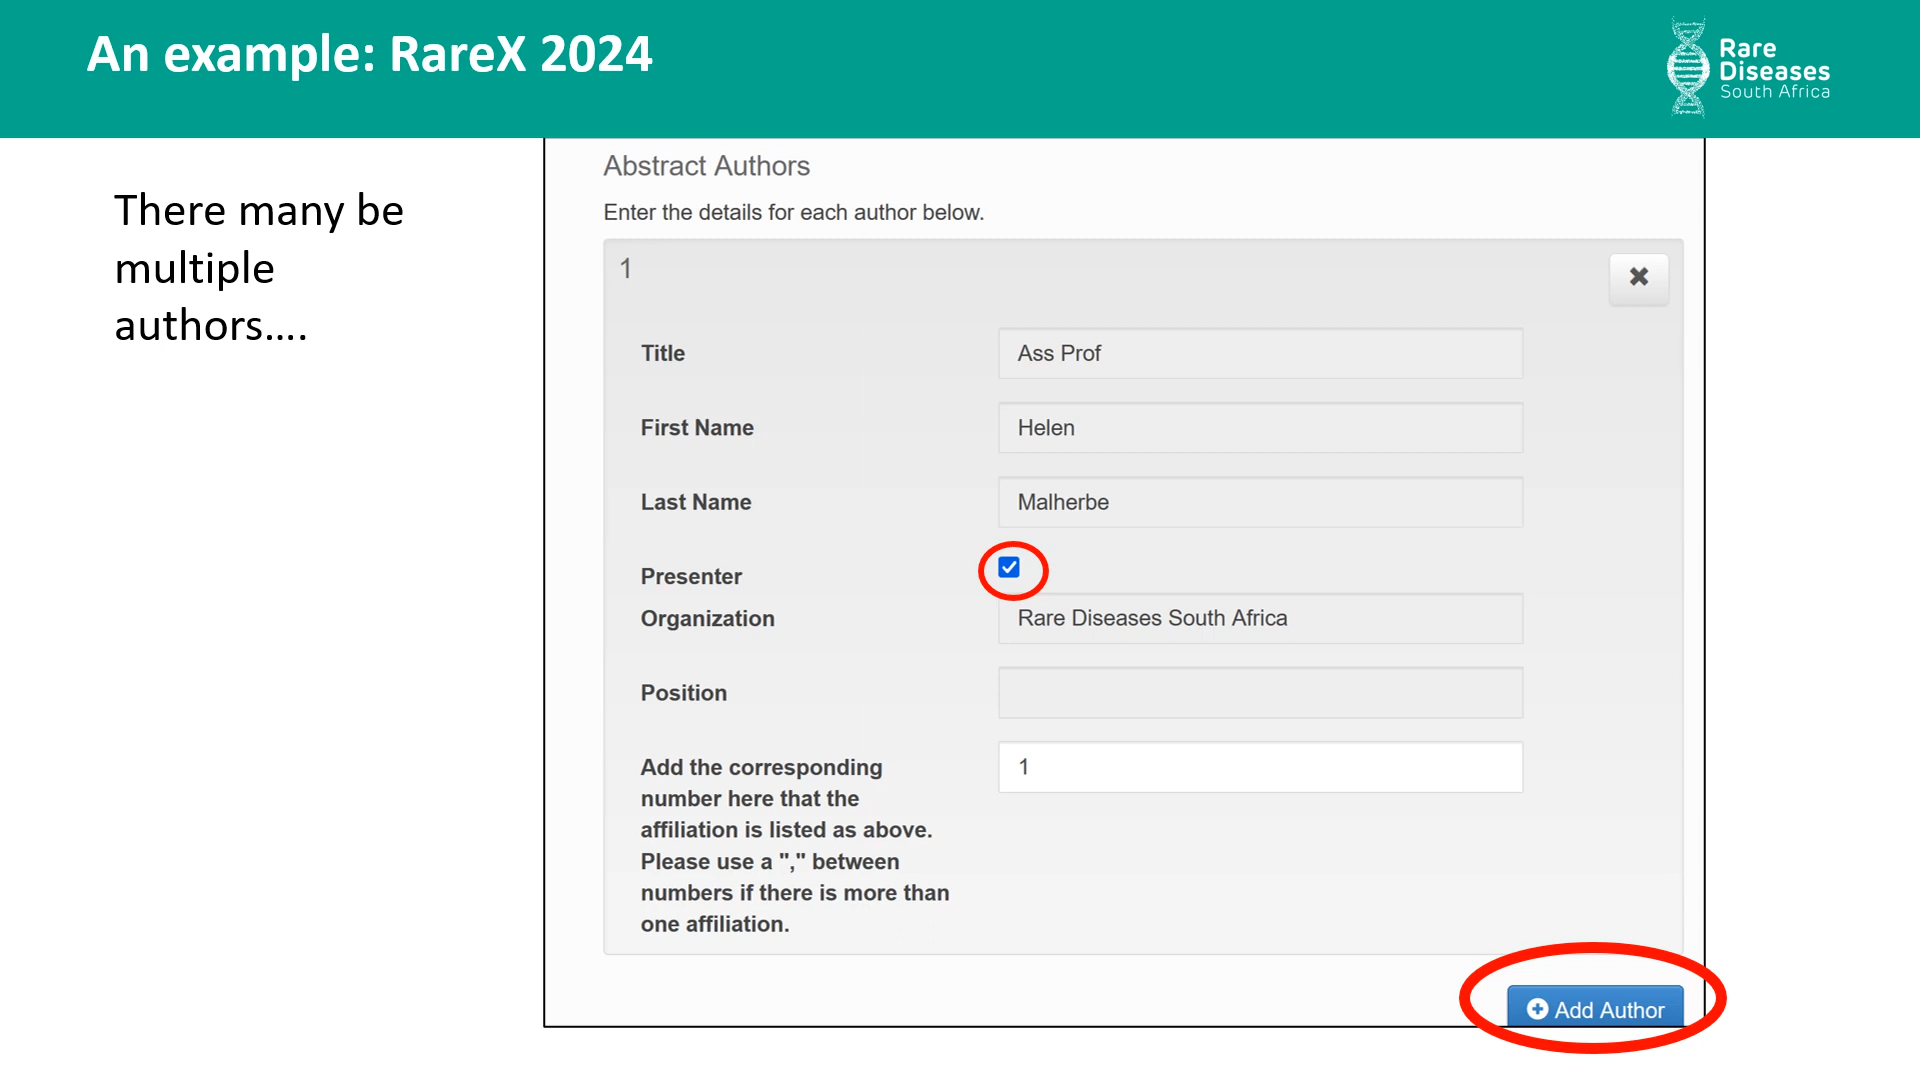 An example: RareX 2024
Rare
Diseases
South Africa
There many be
multiple
authors....
Abstract Authors
Enter the details for each author below.
1
Title
Ass Prof
First Name
Helen
Last Name
Malherbe
Presenter
Organization
Rare Diseases South Africa
Position
Add the corresponding
number here that the
affiliation is listed as above.
Please use a "," between
numbers if there is more than
one affiliation.
1
Add Author